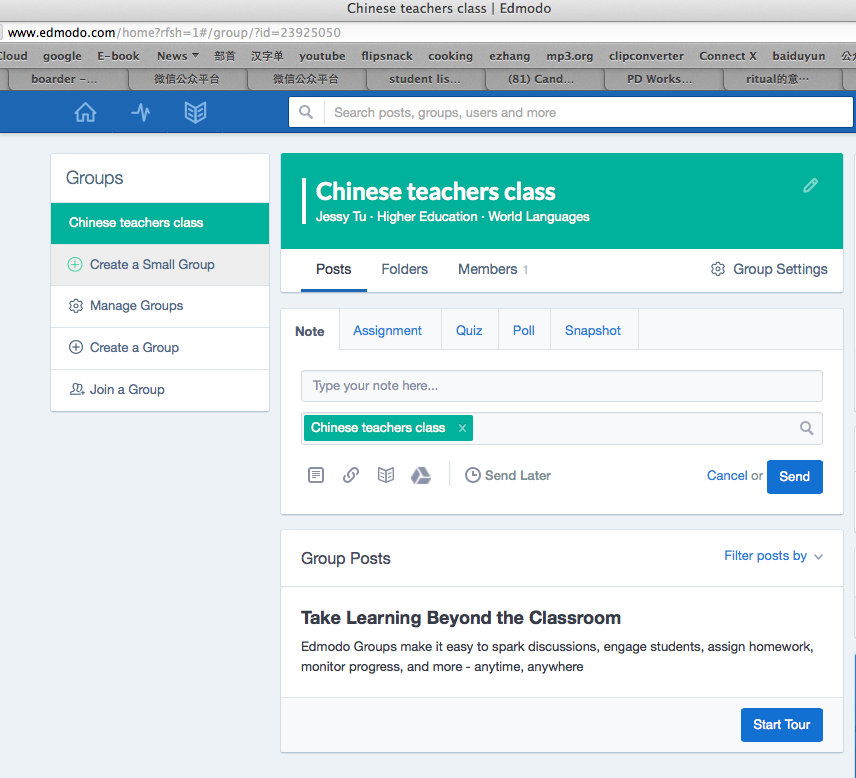 Chinese teachers class | Edmodo
www.edmodo.com/home?rfsh=1#/group/?id=23925050
Cloud google E-book News ▼ 部首 汉字单 youtube flipsnack cooking ezhang mp3.org clipconverter Connect X baiduyun
boarder –... 微信公众平台 微信公众平台 student lis... (81) Cand... PD Works... ritual的意…
Search posts, groups, users and more
Groups
Chinese teachers class
Create a Small Group
Manage Groups
Create a Group
Join a Group
Chinese teachers class
Jessy Tu · Higher Education · World Languages
Posts Folders Members 1 Group Settings
Note Assignment Quiz Poll Snapshot
Type your note here...
Chinese teachers class x
Send Later Cancel or Send
Group Posts Filter posts by
Take Learning Beyond the Classroom
Edmodo Groups make it easy to spark discussions, engage students, assign homework,
monitor progress, and more - anytime, anywhere
Start Tour